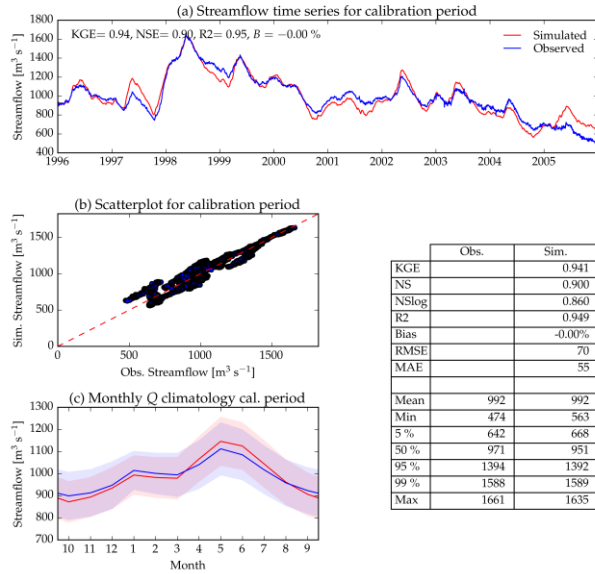 (a) Streamflow time series for calibration period
KGE= 0.94, NSE= 0.90, R2= 0.95, B = −0.00 %
Simulated
Observed
Streamflow [m³ s⁻¹]
1600
1400
1200
1000
800
600
400
1996 1997 1998 1999 2000 2001 2002 2003 2004 2005
(b) Scatterplot for calibration period
Sim. Streamflow [m³ s⁻¹]
1500
1000
500
0
0 500 1000 1500
Obs. Streamflow [m³ s⁻¹]
(c) Monthly Q climatology cal. period
Streamflow [m³ s⁻¹]
1300
1200
1100
1000
900
800
700
10 11 12 1 2 3 4 5 6 7 8 9
Month
Obs. Sim.
KGE 0.941
NS 0.900
NSlog 0.860
R2 0.949
Bias -0.00%
RMSE 70
MAE 55
Mean 992 992
Min 474 563
5 % 642 668
50 % 971 951
95 % 1394 1392
99 % 1588 1589
Max 1661 1635